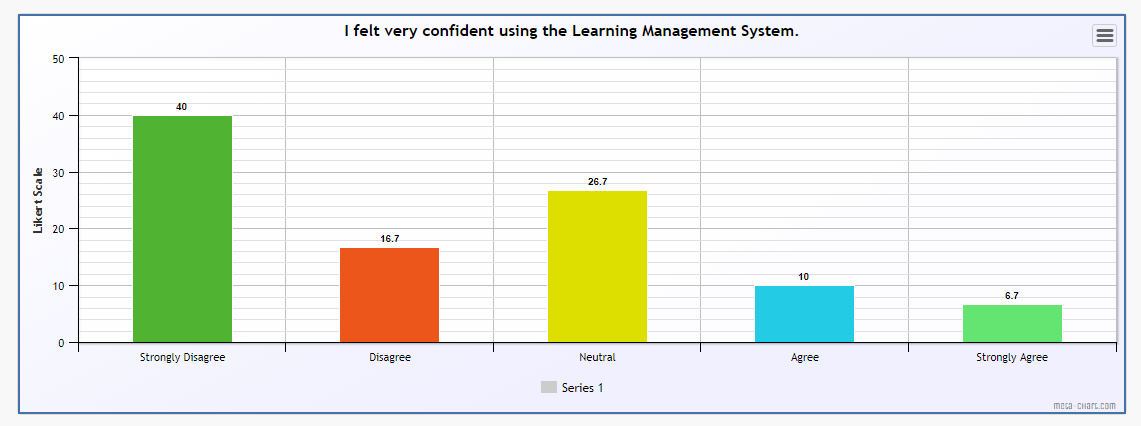 I felt very confident using the Learning Management System.
50
40
30
20
10
0
Likert Scale
40
16.7
26.7
10
6.7
Strongly Disagree
Disagree
Neutral
Agree
Strongly Agree
Series 1
meta-chart.com